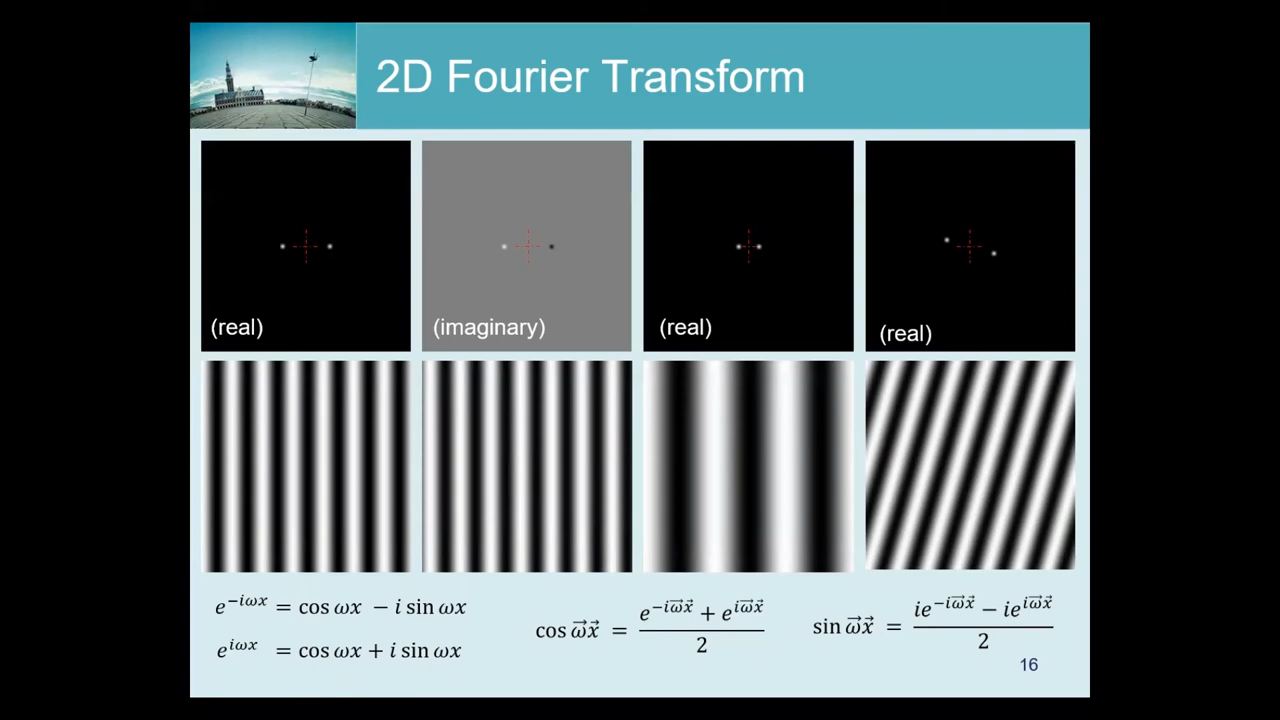 2D Fourier Transform
(real)
(imaginary)
(real)
(real)
e^{-iωx} = cos ωx − i sin ωx
e^{iωx} = cos ωx + i sin ωx
cos ω⃗x⃗ = (e^{-iω⃗x⃗} + e^{iω⃗x⃗}) / 2
sin ω⃗x⃗ = (ie^{-iω⃗x⃗} − ie^{iω⃗x⃗}) / 2
16